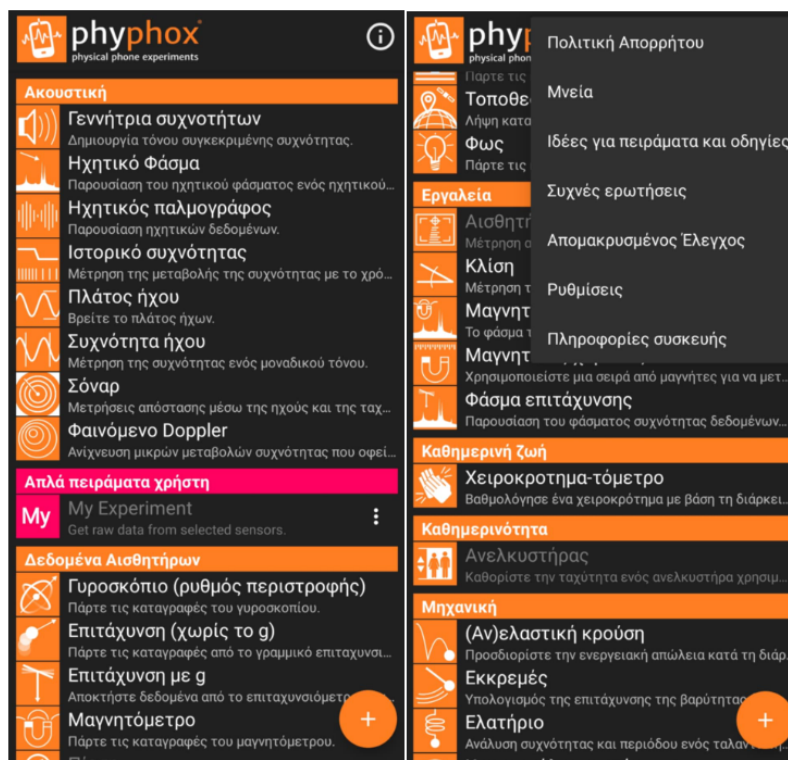 phyphox
physical phone experiments
Ακουστική
Γεννήτρια συχνοτήτων
Δημιουργία τόνου συγκεκριμένης συχνότητας.
Ηχητικό Φάσμα
Παρουσίαση του ηχητικού φάσματος ενός ηχητικού...
Ηχητικός παλμογράφος
Παρουσίαση ηχητικών δεδομένων.
Ιστορικό συχνότητας
Μέτρηση της μεταβολής της συχνότητας με το χρό...
Πλάτος ήχου
Βρείτε το πλάτος ήχων.
Συχνότητα ήχου
Μέτρηση της συχνότητας ενός μοναδικού τόνου.
Σόναρ
Μετρήσεις απόστασης μέσω της ηχούς και της ταχ...
Φαινόμενο Doppler
Ανίχνευση μικρών μεταβολών συχνότητας που οφεί...
Απλά πειράματα χρήστη
My
My Experiment
Get raw data from selected sensors.
Δεδομένα Αισθητήρων
Γυροσκόπιο (ρυθμός περιστροφής)
Πάρτε τις καταγραφές του γυροσκοπίου.
Επιτάχυνση (χωρίς το g)
Πάρτε τις καταγραφές από το γραμμικό επιταχυνσι...
Επιτάχυνση με g
Αποκτήστε δεδομένα από το επιταχυνσιόμετρ
Μαγνητόμετρο
Πάρτε τις καταγραφές του μαγνητόμετρου.
phy
physical phon
Πάρτε τις
Τοποθε
Λήψη κατα
Φως
Πάρτε τις
Εργαλεία
Αισθητή
Μέτρηση
Κλίση
Μέτρηση τ
Μαγνητ
Το φάσμα τ
Μαγνητ
Χρησιμοποιείστε μια σειρά από μαγνήτες για να μετ...
Φάσμα επιτάχυνσης
Παρουσίαση του φάσματος συχνότητας δεδομένων...
Καθημερινή ζωή
Χειροκροτημα-τόμετρο
Βαθμολόγησε ένα χειροκρότημα με βάση τη διάρκει...
Καθημερινότητα
Ανελκυστήρας
Καθορίστε την ταχύτητα ενός ανελκυστήρα χρησιμ...
Μηχανική
(Αν)ελαστική κρούση
Προσδιορίστε την ενεργειακή απώλεια κατά τη διάρ.
Εκκρεμές
Υπολογισμός της επιτάχυνσης της βαρύτητας
Ελατήριο
Ανάλυση συχνότητας και περιόδου ενός ταλαν
Πολιτική Απορρήτου
Μνεία
Ιδέες για πειράματα και οδηγίες
Συχνές ερωτήσεις
Απομακρυσμένος Έλεγχος
Ρυθμίσεις
Πληροφορίες συσκευής